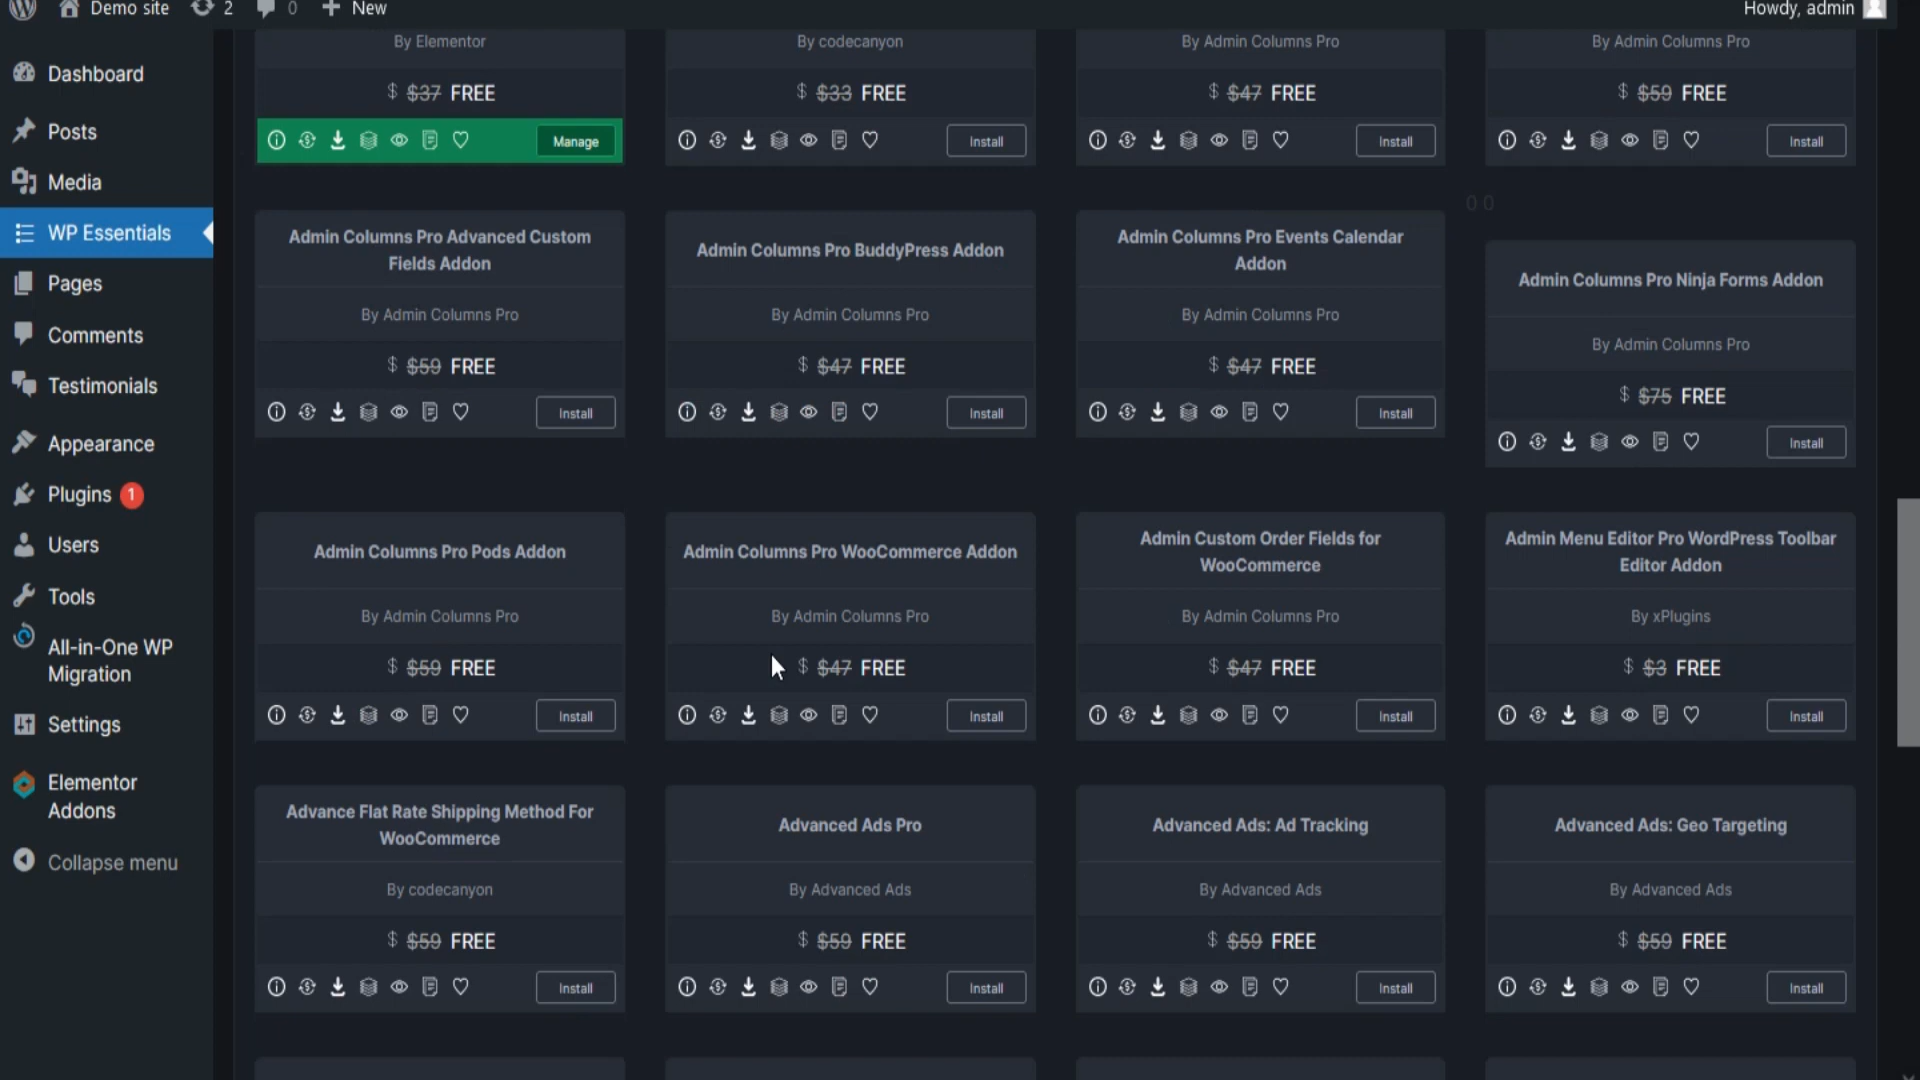 Demo site 2 0 New Howdy, admin
Dashboard
Posts
Media
WP Essentials
Pages
Comments
Testimonials
Appearance
Plugins 1
Users
Tools
All-in-One WP
Migration
Settings
Elementor
Addons
Collapse menu
By Elementor
$ $37 FREE
Manage
By codecanyon
$ $33 FREE
Install
By Admin Columns Pro
$ $47 FREE
Install
By Admin Columns Pro
$ $59 FREE
Install
0 0
Admin Columns Pro Advanced Custom
Fields Addon
By Admin Columns Pro
$ $59 FREE
Install
Admin Columns Pro BuddyPress Addon
By Admin Columns Pro
$ $47 FREE
Install
Admin Columns Pro Events Calendar
Addon
By Admin Columns Pro
$ $47 FREE
Install
Admin Columns Pro Ninja Forms Addon
By Admin Columns Pro
$ $75 FREE
Install
Admin Columns Pro Pods Addon
By Admin Columns Pro
$ $59 FREE
Install
Admin Columns Pro WooCommerce Addon
By Admin Columns Pro
$ $47 FREE
Install
Admin Custom Order Fields for
WooCommerce
By Admin Columns Pro
$ $47 FREE
Install
Admin Menu Editor Pro WordPress Toolbar
Editor Addon
By xPlugins
$ $3 FREE
Install
Advance Flat Rate Shipping Method For
WooCommerce
By codecanyon
$ $59 FREE
Install
Advanced Ads Pro
By Advanced Ads
$ $59 FREE
Install
Advanced Ads: Ad Tracking
By Advanced Ads
$ $59 FREE
Install
Advanced Ads: Geo Targeting
By Advanced Ads
$ $59 FREE
Install